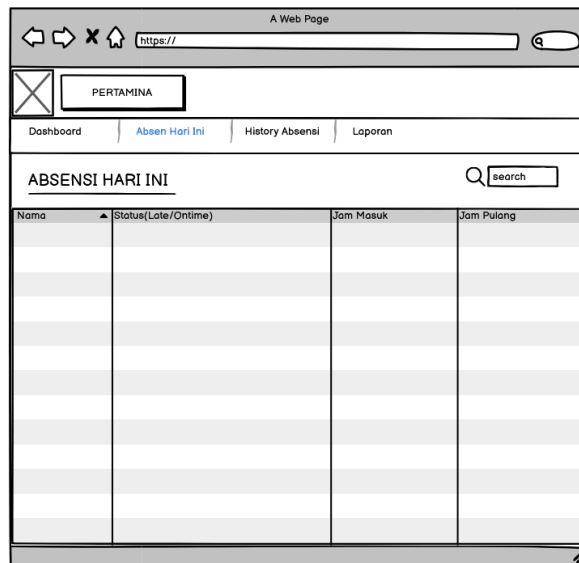 A Web Page
https://
PERTAMINA
Dashboard Absen Hari Ini History Absensi Laporan
ABSENSI HARI INI
search
Nama Status(Late/Ontime) Jam Masuk Jam Pulang